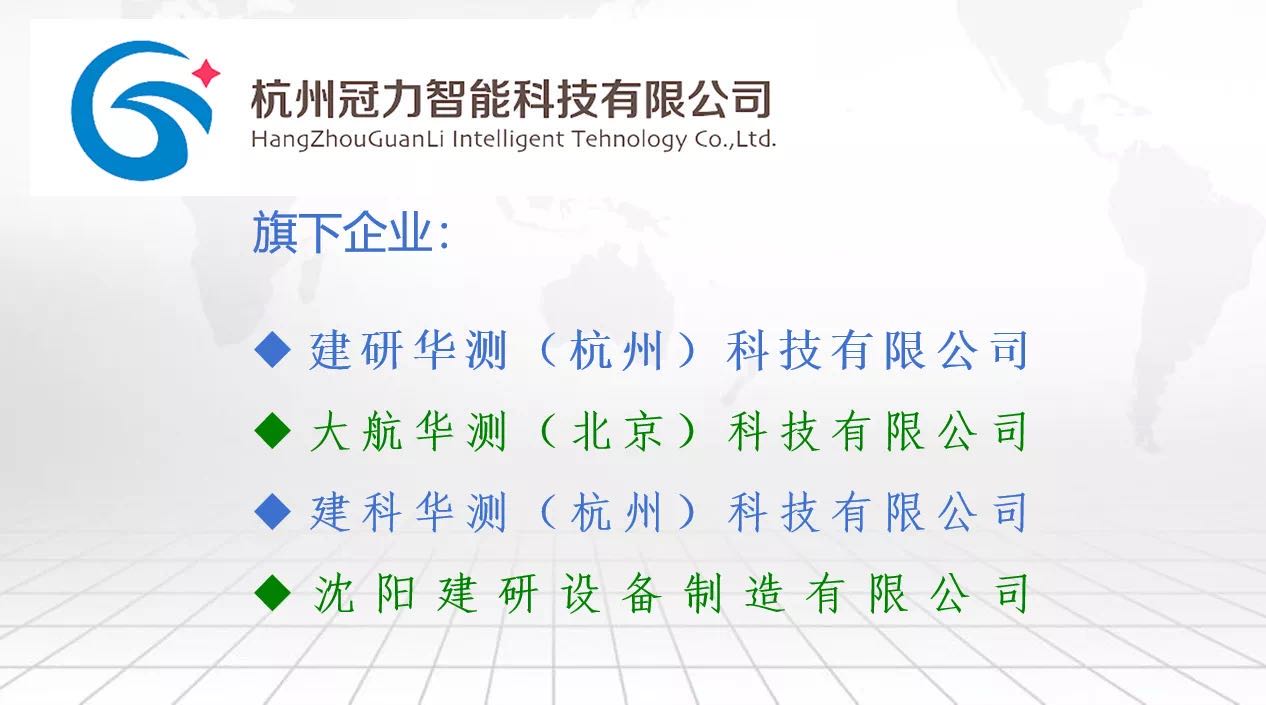 杭州冠力智能科技有限公司
HangZhouGuanLi Intelligent Tehnology Co.,Ltd.
旗下企业：
◆ 建研华测（杭州）科技有限公司
◆ 大航华测（北京）科技有限公司
◆ 建科华测（杭州）科技有限公司
◆ 沈阳建研设备制造有限公司